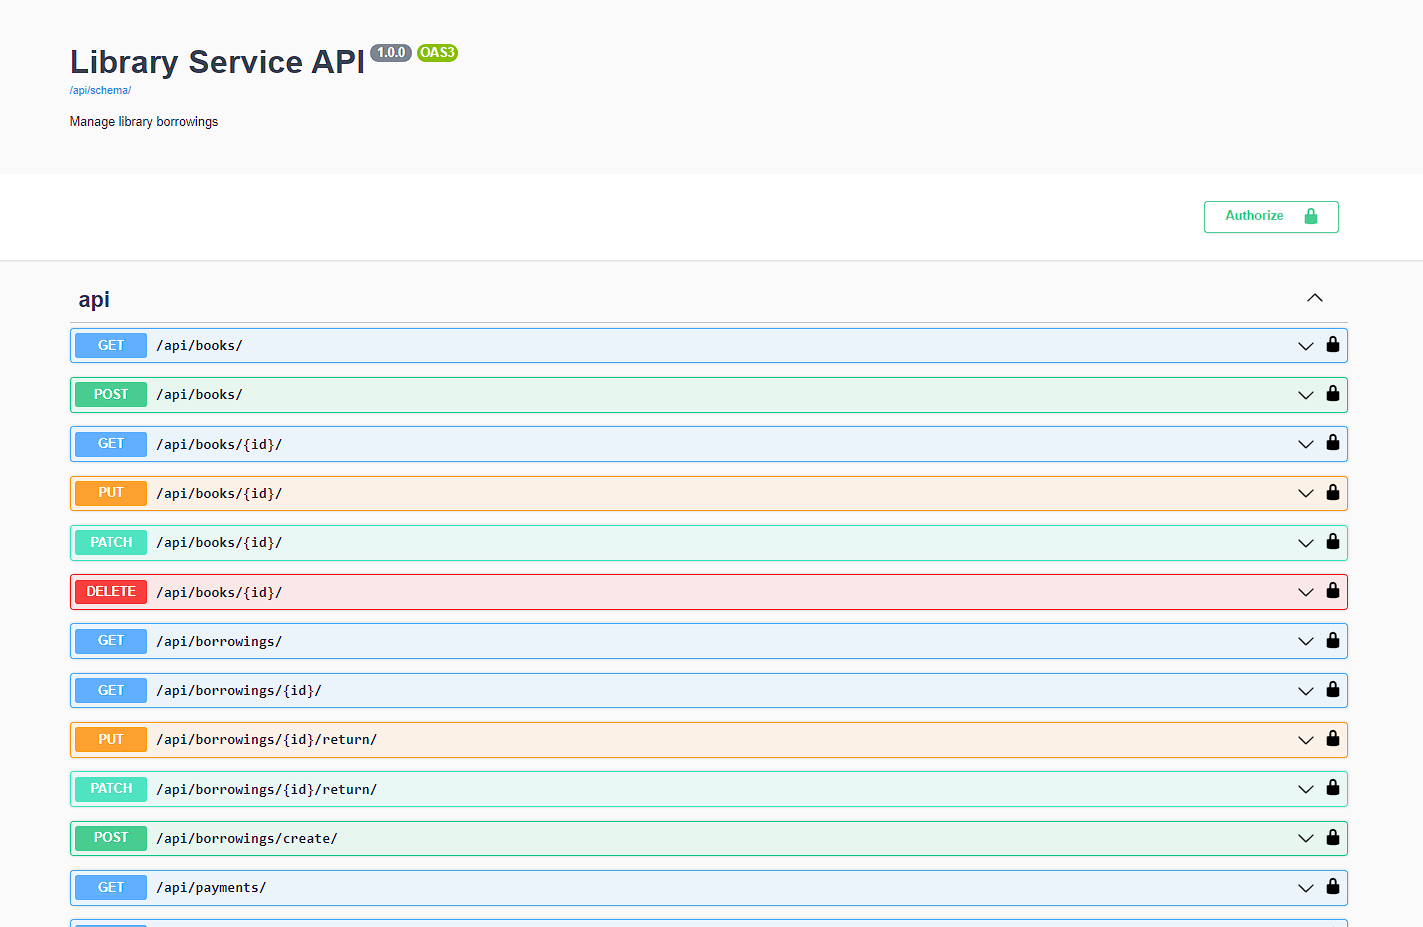 Library Service API 1.0.0 OAS3
/api/schema/
Manage library borrowings
Authorize
api
GET /api/books/
POST /api/books/
GET /api/books/{id}/
PUT /api/books/{id}/
PATCH /api/books/{id}/
DELETE /api/books/{id}/
GET /api/borrowings/
GET /api/borrowings/{id}/
PUT /api/borrowings/{id}/return/
PATCH /api/borrowings/{id}/return/
POST /api/borrowings/create/
GET /api/payments/